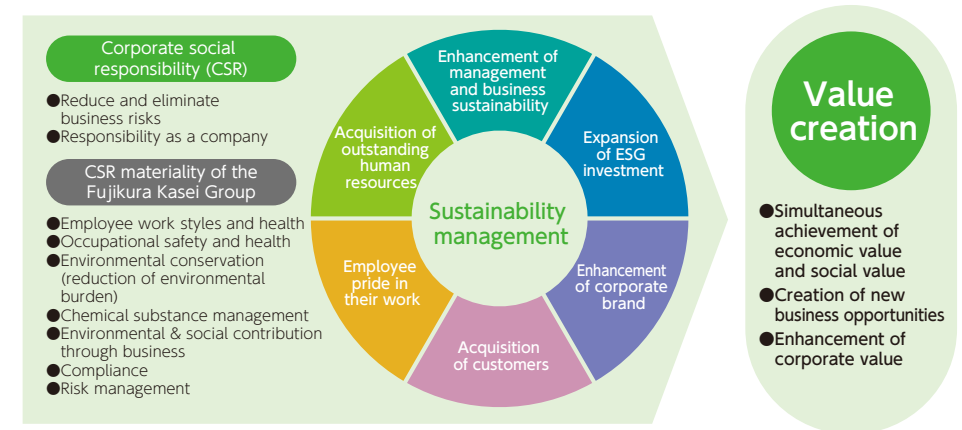 Corporate social
responsibility (CSR)
●Reduce and eliminate
business risks
●Responsibility as a company
CSR materiality of the
Fujikura Kasei Group
●Employee work styles and health
●Occupational safety and health
●Environmental conservation
(reduction of environmental
burden)
●Chemical substance management
●Environmental & social contribution
through business
●Compliance
●Risk management
Enhancement of
management
and business
sustainability
Expansion
of ESG
investment
Enhancement
of corporate
brand
Acquisition
of customers
Employee
pride in
their work
Acquisition of
outstanding
human
resources
Sustainability
management
Value
creation
●Simultaneous
achievement of
economic value
and social value
●Creation of new
business opportunities
●Enhancement of
corporate value